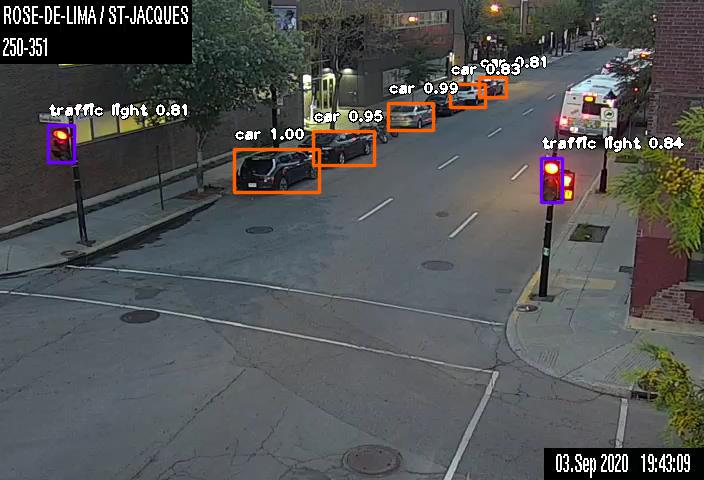 ROSE-DE-LIMA / ST-JACQUES
250-351
car 0.81
car 0.83
car 0.99
traffic light 0.81
car 0.95
car 1.00
traffic light 0.84
03.Sep 2020 19:43:09